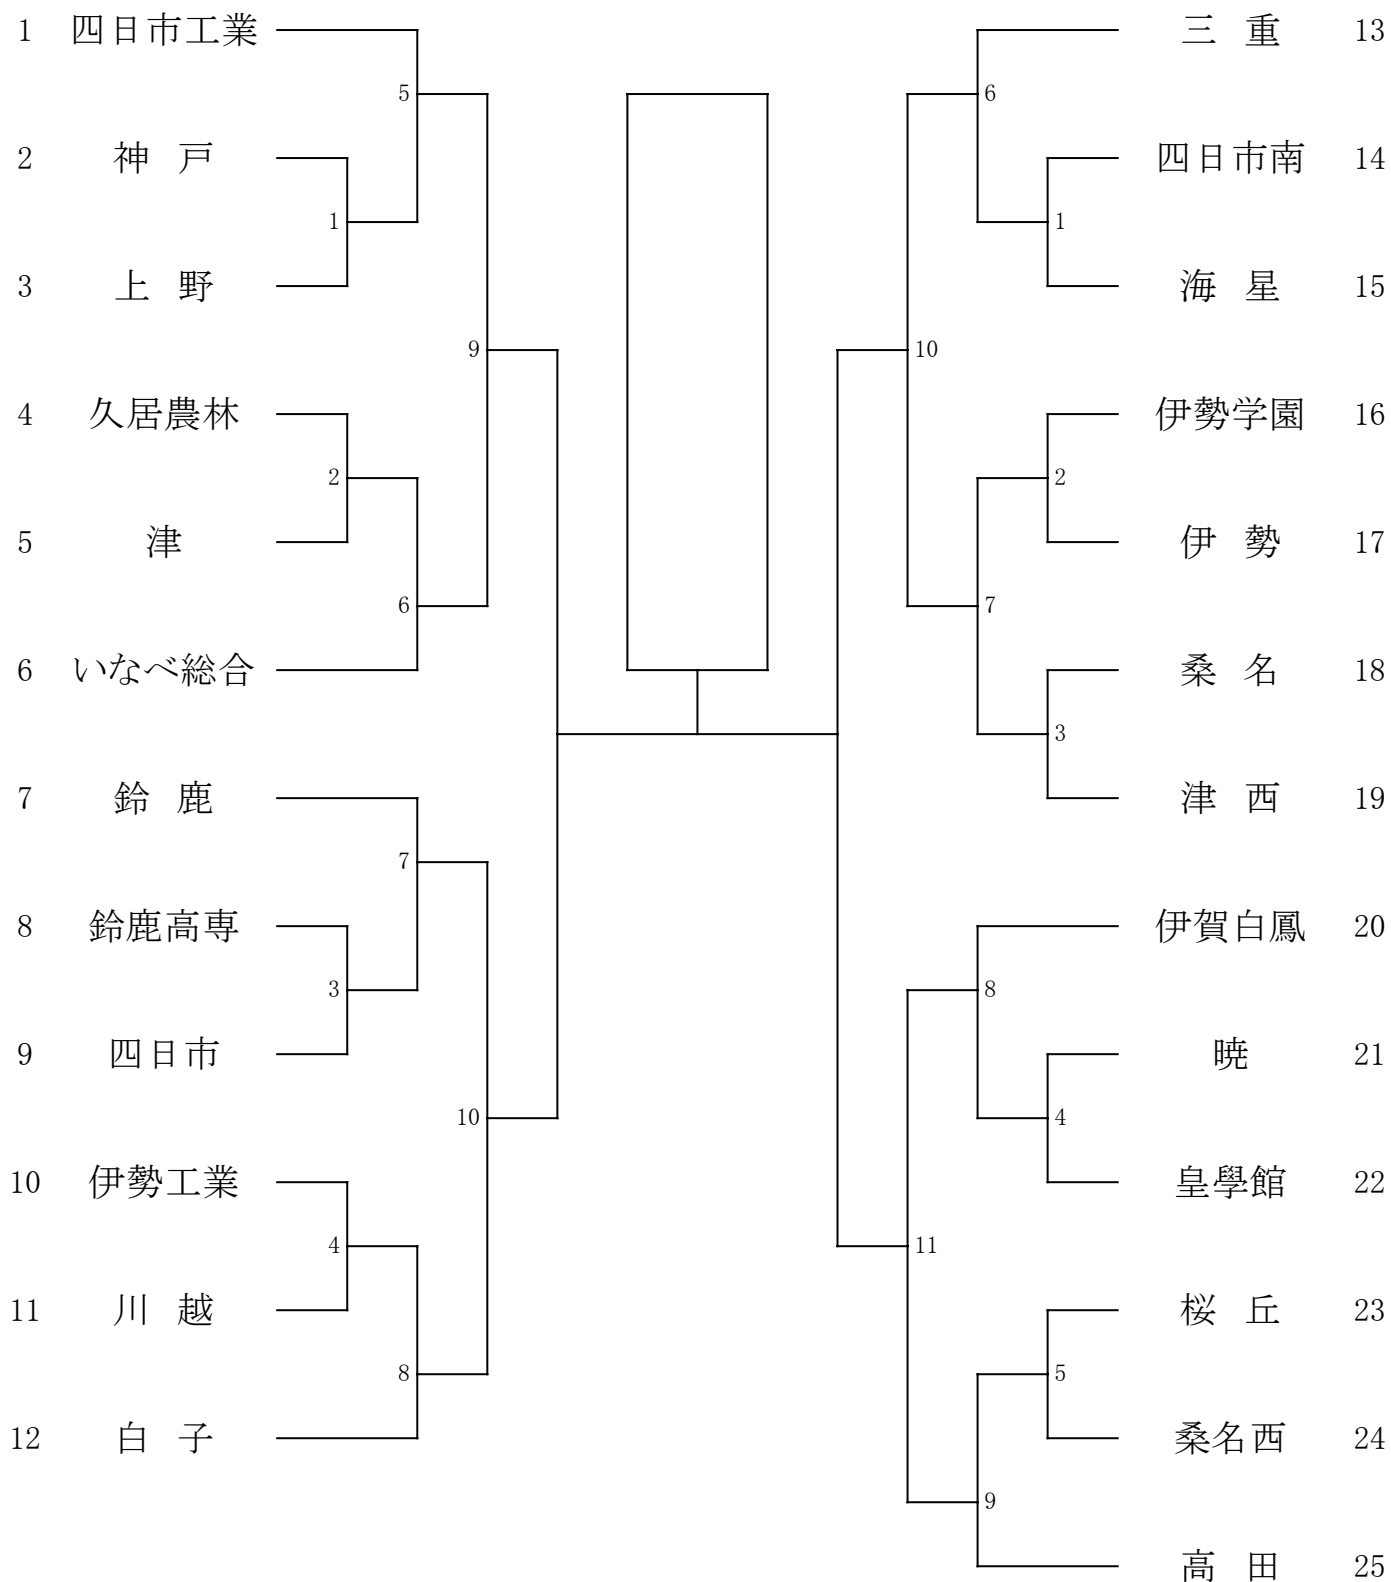 1 四日市工業
2 神 戸
3 上 野
4 久居農林
5 津
6 いなべ総合
7 鈴 鹿
8 鈴鹿高専
9 四日市
10 伊勢工業
11 川 越
12 白 子
5
1
9
2
6
7
3
10
4
8
6
1
10
2
7
3
8
4
11
5
9
三 重 13
四日市南 14
海 星 15
伊勢学園 16
伊 勢 17
桑 名 18
津 西 19
伊賀白鳳 20
暁 21
皇學館 22
桜 丘 23
桑名西 24
高 田 25